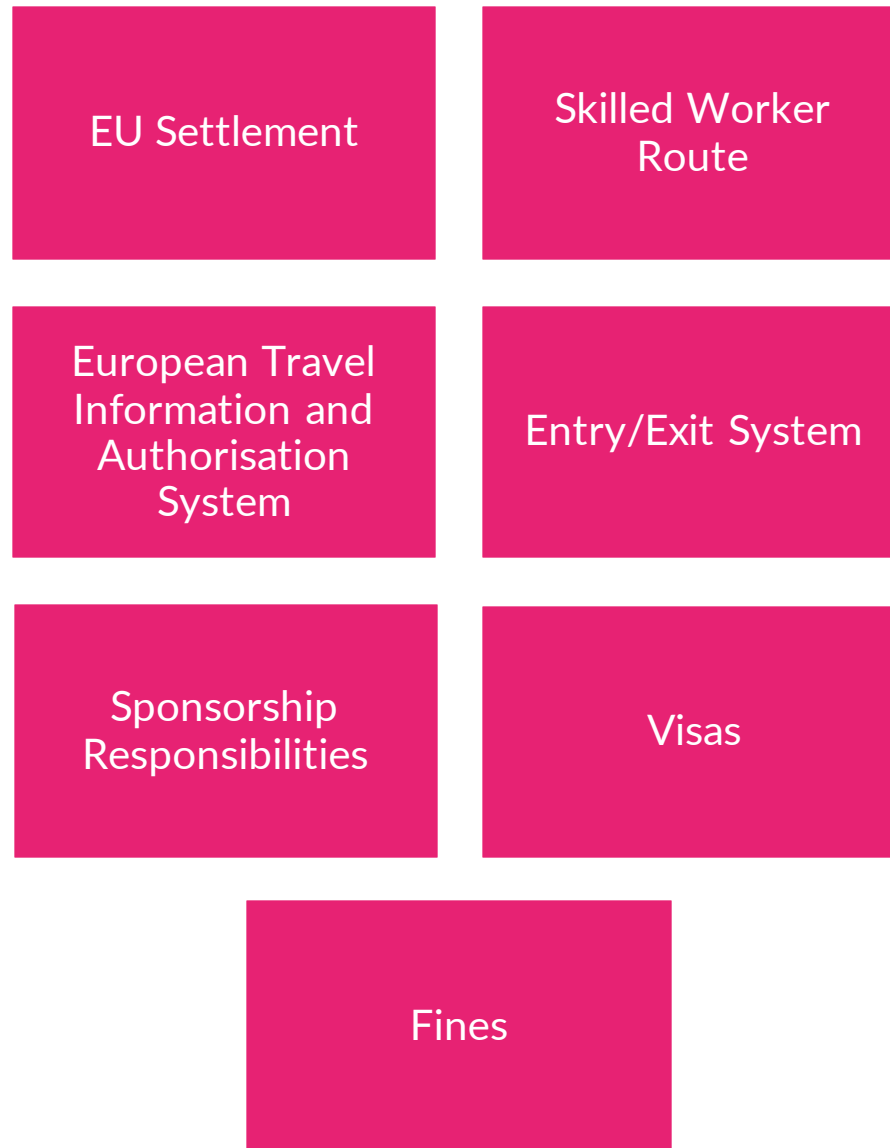 EU Settlement
Skilled Worker
Route
European Travel
Information and
Authorisation
System
Entry/Exit System
Sponsorship
Responsibilities
Visas
Fines